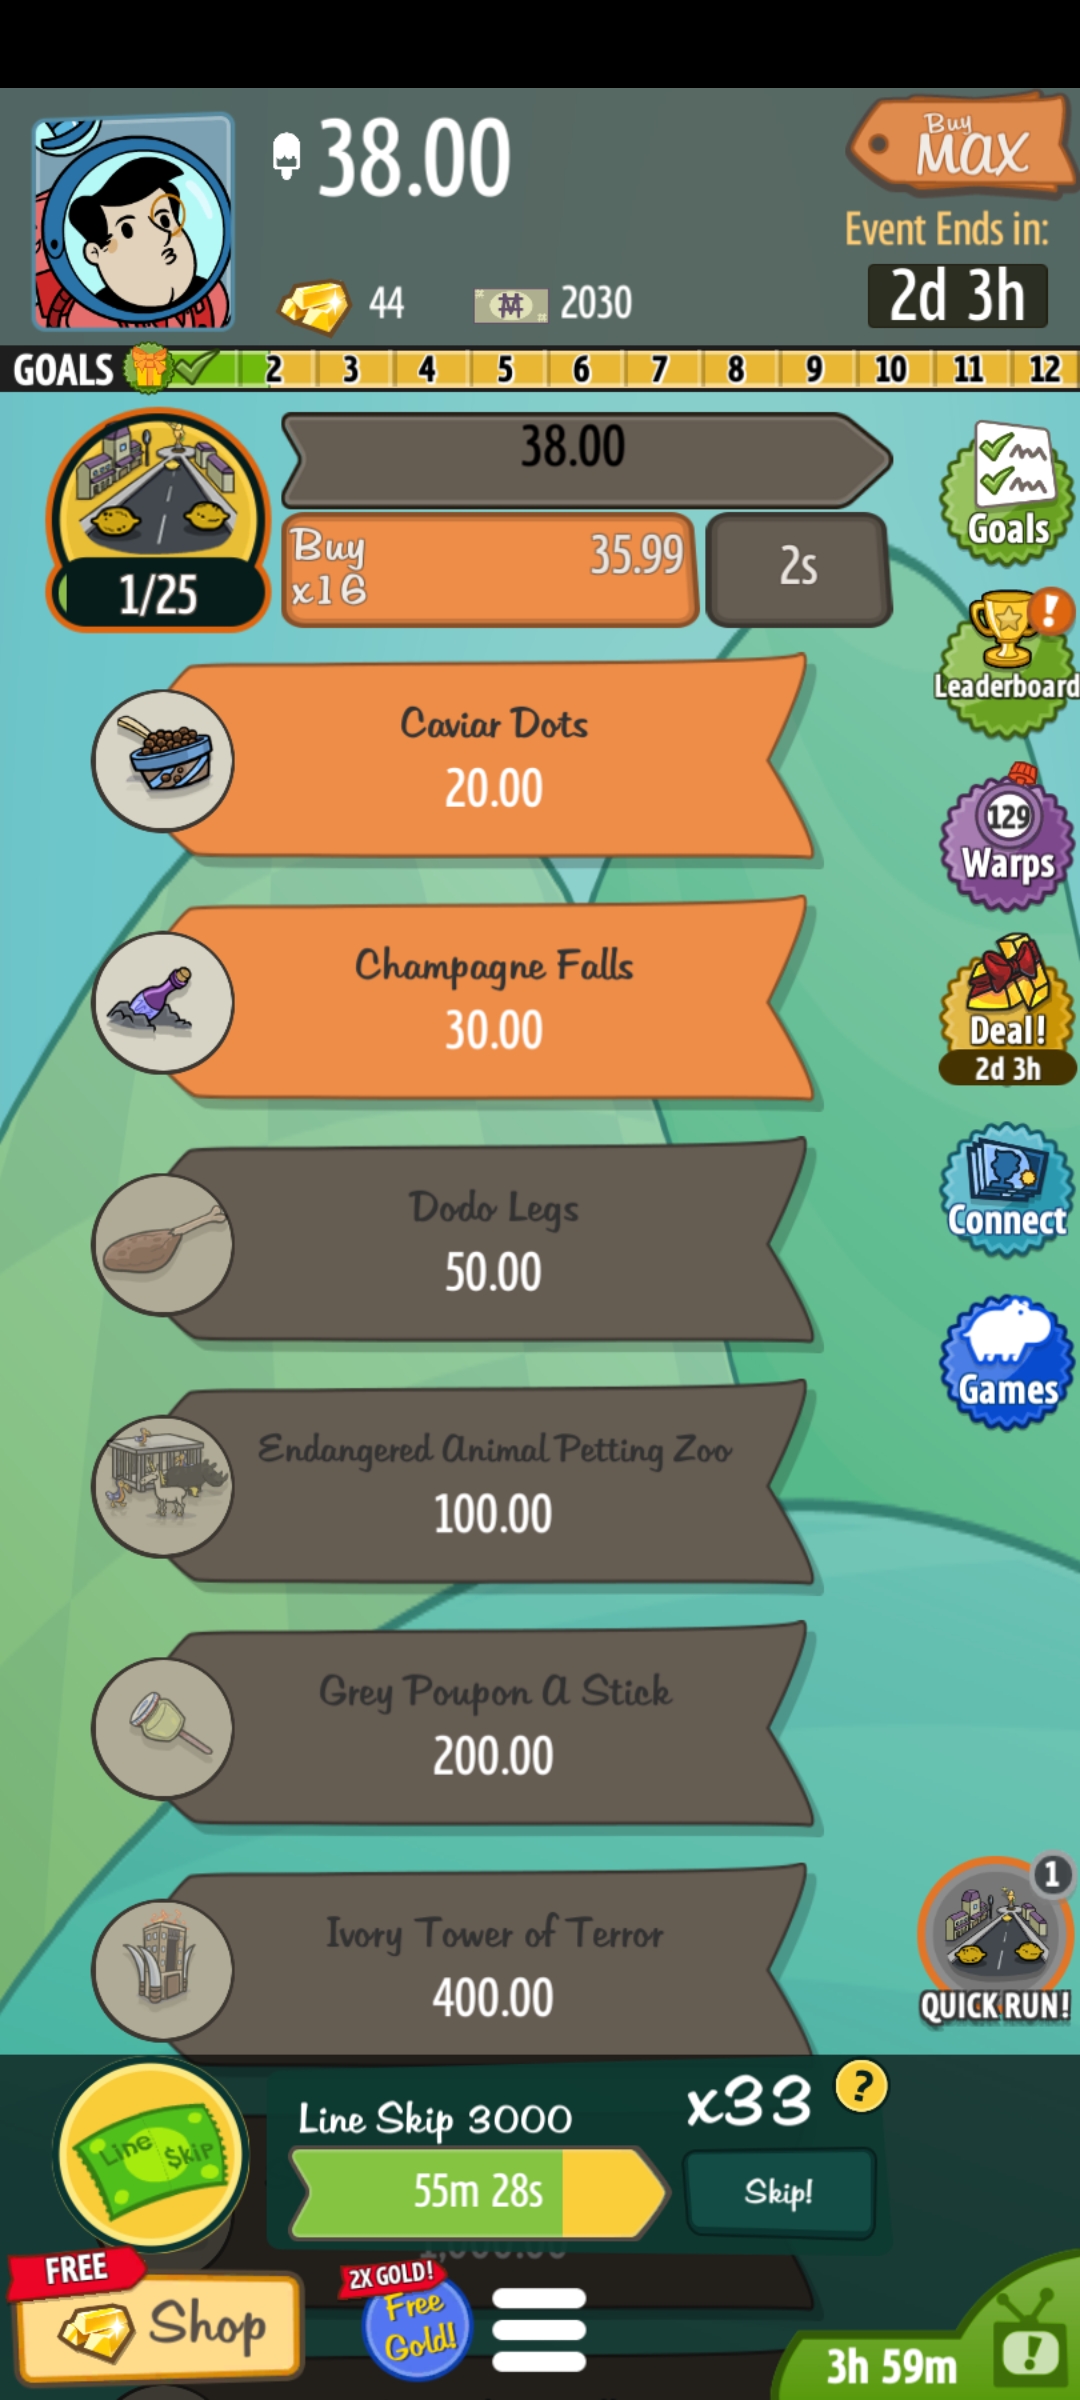 38.00
Buy
MAX
Event Ends in:
2d 3h
44
2030
GOALS 2 3 4 5 6 7 8 9 10 11 12
38.00
Buy
x16
35.99
2s
1/25
Goals
Leaderboard
Caviar Dots
20.00
129
Warps
Champagne Falls
30.00
Deal!
2d 3h
Dodo Legs
50.00
Connect
Endangered Animal Petting Zoo
100.00
Games
Grey Poupon A Stick
200.00
Ivory Tower of Terror
400.00
1
QUICK RUN!
Line Skip
Line Skip 3000
x33
?
55m 28s
Skip!
1,000.00
FREE
Shop
2X GOLD!
Free
Gold!
3h 59m
!